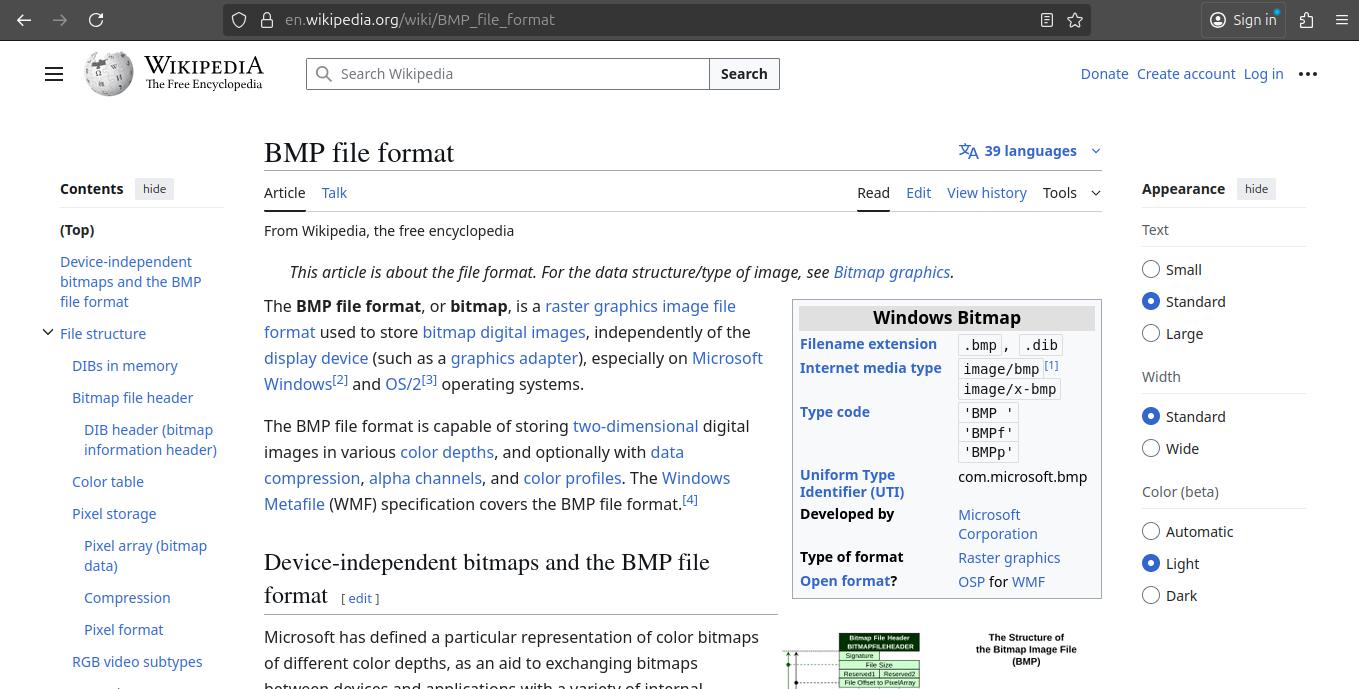 en.wikipedia.org/wiki/BMP_file_format
Sign in
WIKIPEDIA
The Free Encyclopedia
Search Wikipedia
Search
Donate Create account Log in
BMP file format
39 languages
Article Talk
Read Edit View history Tools
From Wikipedia, the free encyclopedia
Contents hide
(Top)
Device-independent
bitmaps and the BMP
file format
File structure
DIBs in memory
Bitmap file header
DIB header (bitmap
information header)
Color table
Pixel storage
Pixel array (bitmap
data)
Compression
Pixel format
RGB video subtypes
This article is about the file format. For the data structure/type of image, see Bitmap graphics.
The BMP file format, or bitmap, is a raster graphics image file
format used to store bitmap digital images, independently of the
display device (such as a graphics adapter), especially on Microsoft
Windows[2] and OS/2[3] operating systems.
The BMP file format is capable of storing two-dimensional digital
images in various color depths, and optionally with data
compression, alpha channels, and color profiles. The Windows
Metafile (WMF) specification covers the BMP file format.[4]
Device-independent bitmaps and the BMP file
format [ edit ]
Microsoft has defined a particular representation of color bitmaps
of different color depths, as an aid to exchanging bitmaps
between devices and applications with a variety of internal
Windows Bitmap
Filename extension .bmp, .dib
Internet media type image/bmp[1]
image/x-bmp
Type code 'BMP '
'BMPf'
'BMPp'
Uniform Type
Identifier (UTI) com.microsoft.bmp
Developed by Microsoft
Corporation
Type of format Raster graphics
Open format? OSP for WMF
Bitmap File Header
BITMAPFILEHEADER
Signature
File Size
Reserved1 Reserved2
File Offset to PixelArray
The Structure of
the Bitmap Image File
(BMP)
Appearance hide
Text
Small
Standard
Large
Width
Standard
Wide
Color (beta)
Automatic
Light
Dark